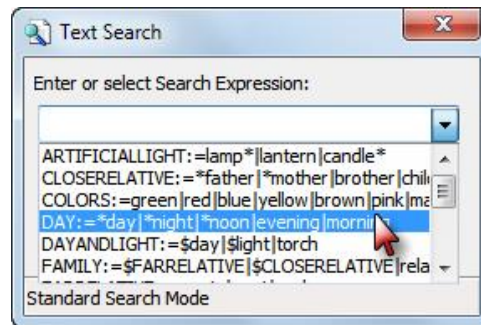 Text Search
Enter or select Search Expression:
ARTIFICIALLIGHT:=lamp*|lantern|candle*
CLOSERELATIVE:=*father|*mother|brother|chil
COLORS:=green|red|blue|yellow|brown|pink|ma
DAY:=*day|*night|*noon|evening|morning
DAYANDLIGHT:=$day|$light|torch
FAMILY:=$FARRELATIVE|$CLOSERELATIVE|rela
Standard Search Mode